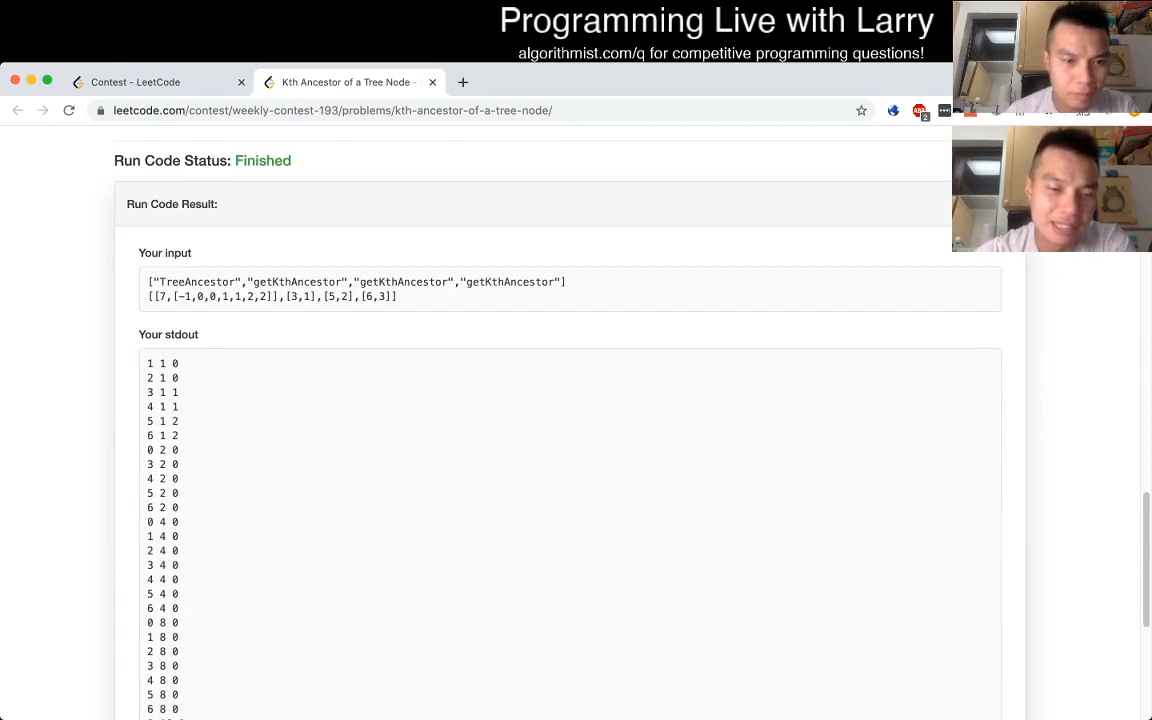 Programming Live with Larry
algorithmist.com/q for competitive programming questions!
Contest - LeetCode
Kth Ancestor of a Tree Node -
leetcode.com/contest/weekly-contest-193/problems/kth-ancestor-of-a-tree-node/
ABP
2
Run Code Status: Finished
Run Code Result:
Your input
["TreeAncestor","getKthAncestor","getKthAncestor","getKthAncestor"]
[[7,[-1,0,0,1,1,2,2]],[3,1],[5,2],[6,3]]
Your stdout
1 1 0
2 1 0
3 1 1
4 1 1
5 1 2
6 1 2
0 2 0
3 2 0
4 2 0
5 2 0
6 2 0
0 4 0
1 4 0
2 4 0
3 4 0
4 4 0
5 4 0
6 4 0
0 8 0
1 8 0
2 8 0
3 8 0
4 8 0
5 8 0
6 8 0